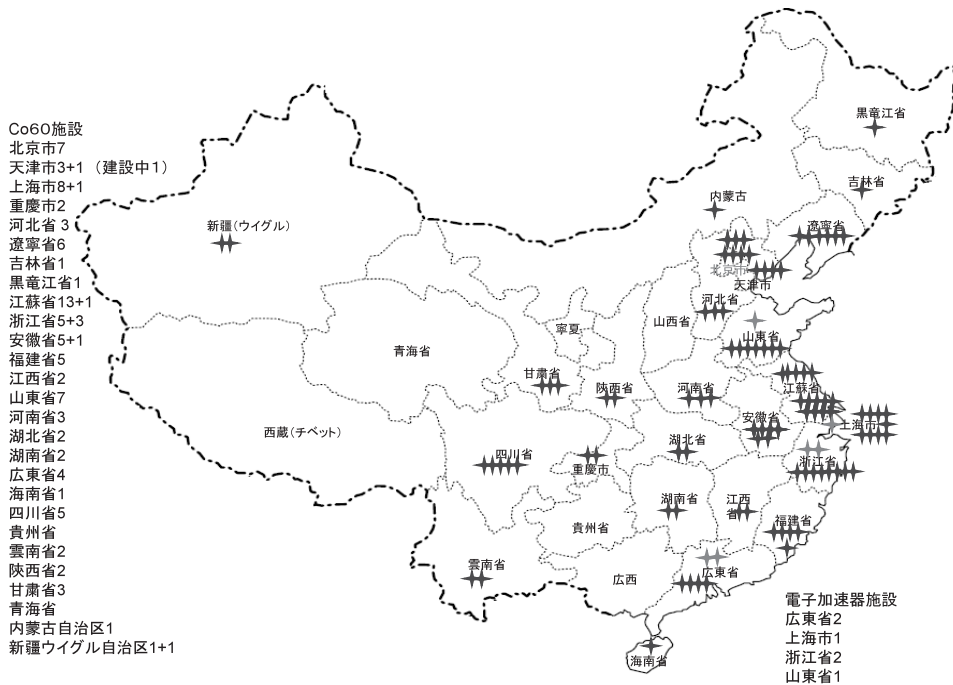 Co60施設
北京市7
天津市3+1 (建設中1)
上海市8+1
重慶市2
河北省 3
遼寧省6
吉林省1
黒竜江省1
江蘇省13+1
浙江省5+3
安徽省5+1
福建省5
江西省2
山東省7
河南省3
湖北省2
湖南省2
広東省4
海南省1
四川省5
貴州省
雲南省2
陝西省2
甘粛省3
青海省
内蒙古自治区1
新疆ウイグル自治区1+1
黒竜江省
吉林省
内蒙古
遼寧省
新疆(ウイグル)
北京市
天津市
河北省
山西省
寧夏
山東省
青海省
甘粛省
陝西省
河南省
江蘇省
安徽省
上海市
西蔵(チベット)
四川省
重慶市
湖北省
浙江省
湖南省
江西
省
貴州省
福建省
雲南省
広西
広東省
海南省
電子加速器施設
広東省2
上海市1
浙江省2
山東省1